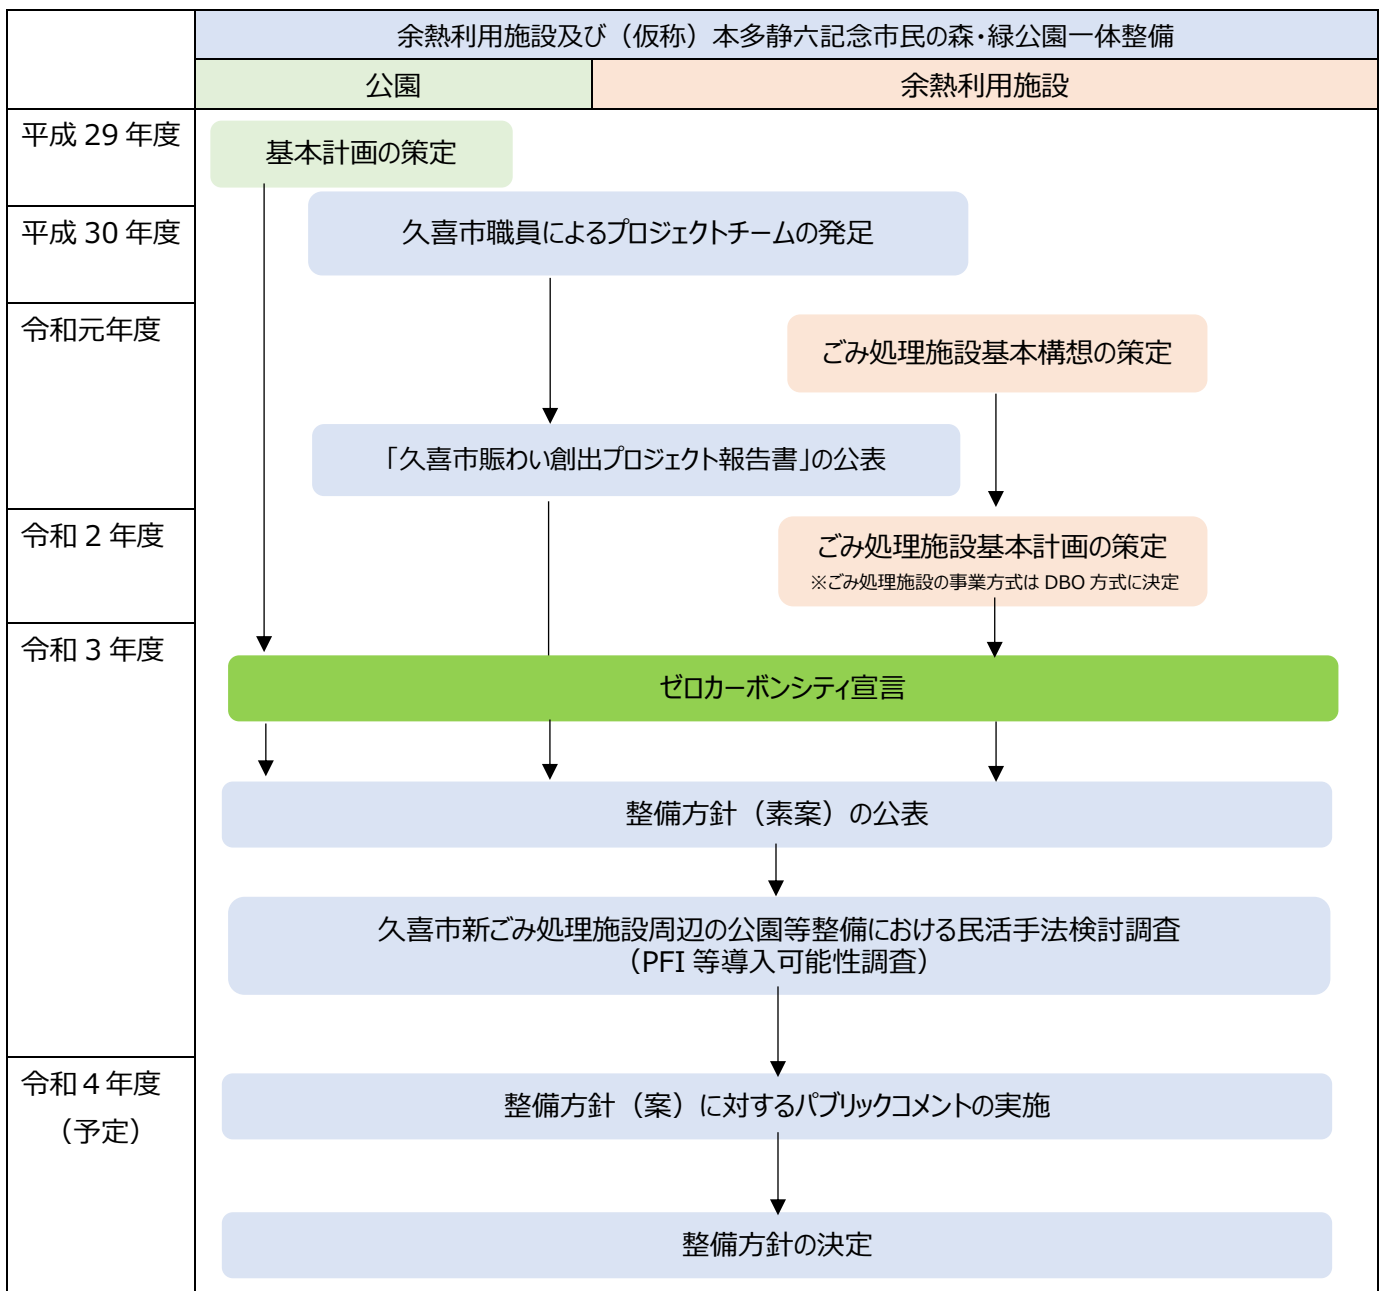 余熱利用施設及び（仮称）本多静六記念市民の森・緑公園一体整備
公園
余熱利用施設
平成 29 年度
基本計画の策定
平成 30 年度
久喜市職員によるプロジェクトチームの発足
令和元年度
ごみ処理施設基本構想の策定
「久喜市賑わい創出プロジェクト報告書」の公表
令和 2 年度
ごみ処理施設基本計画の策定
※ごみ処理施設の事業方式は DBO 方式に決定
令和 3 年度
ゼロカーボンシティ宣言
整備方針（素案）の公表
久喜市新ごみ処理施設周辺の公園等整備における民活手法検討調査
（PFI 等導入可能性調査）
令和４年度
（予定）
整備方針（案）に対するパブリックコメントの実施
整備方針の決定